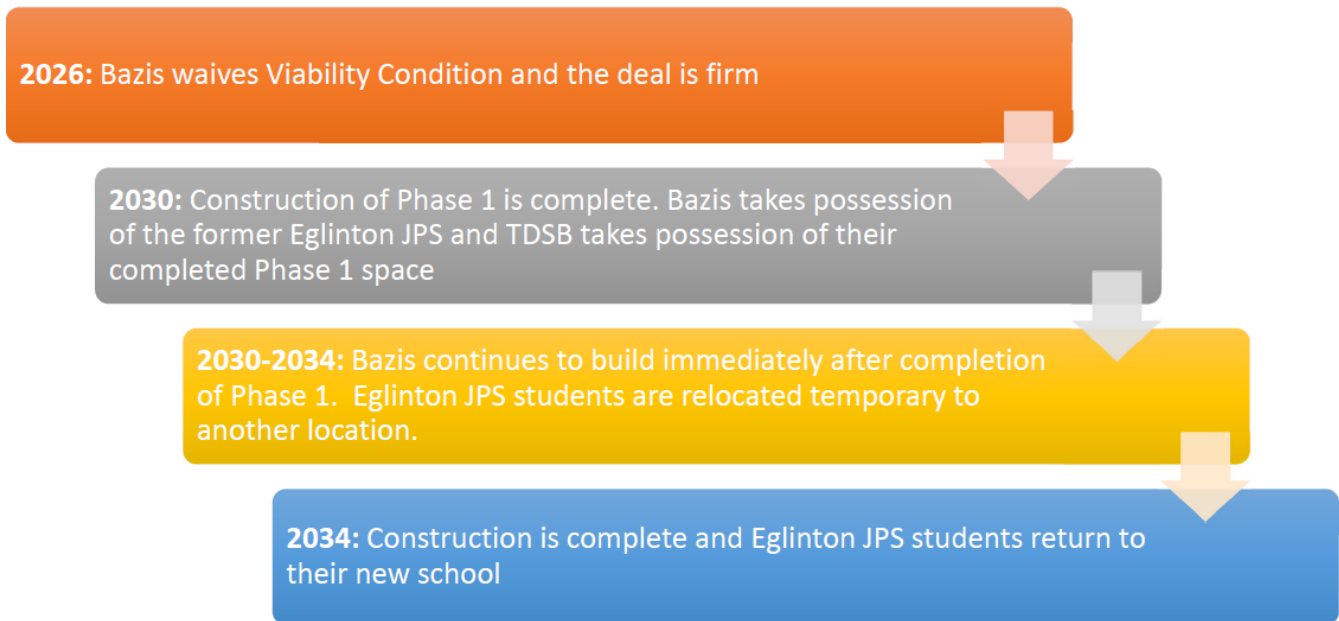 2026: Bazis waives Viability Condition and the deal is firm
2030: Construction of Phase 1 is complete. Bazis takes possession
of the former Eglinton JPS and TDSB takes possession of their
completed Phase 1 space
2030-2034: Bazis continues to build immediately after completion
of Phase 1.  Eglinton JPS students are relocated temporary to
another location.
2034: Construction is complete and Eglinton JPS students return to
their new school